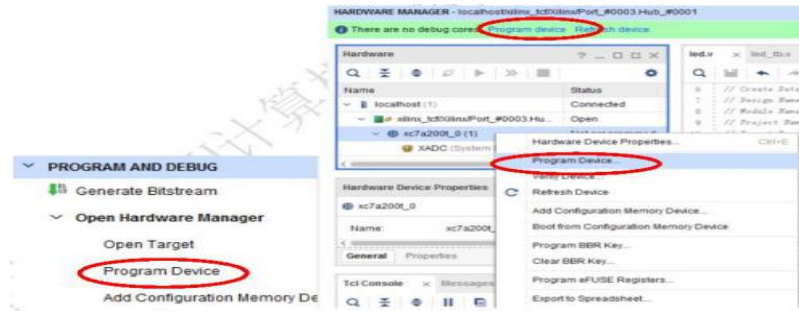 PROGRAM AND DEBUG
Generate Bitstream
Open Hardware Manager
Open Target
Program Device
Add Configuration Memory De
HARDWARE MANAGER - localhost/xilinx_tcf/Xilinx/Port_#0003.Hub_#0001
There are no debug cores. Program device Refresh device
Hardware
Name Status
localhost (1) Connected
xilinx_tcf/Xilinx/Port_#0003.Hu... Open
xc7a200t_0 (1)
XADC (System
Hardware Device Properties
xc7a200t_0
Name: xc7a200t_
General Properties
Tcl Console Messages
led.v led_tb.v
6 // Create Date
7 // Design Name
8 // Module Name
9 // Project Name
Hardware Device Properties... Ctrl+E
Program Device...
Verify Device...
Refresh Device
Add Configuration Memory Device...
Boot from Configuration Memory Device
Program BBR Key...
Clear BBR Key...
Program eFUSE Registers...
Export to Spreadsheet...